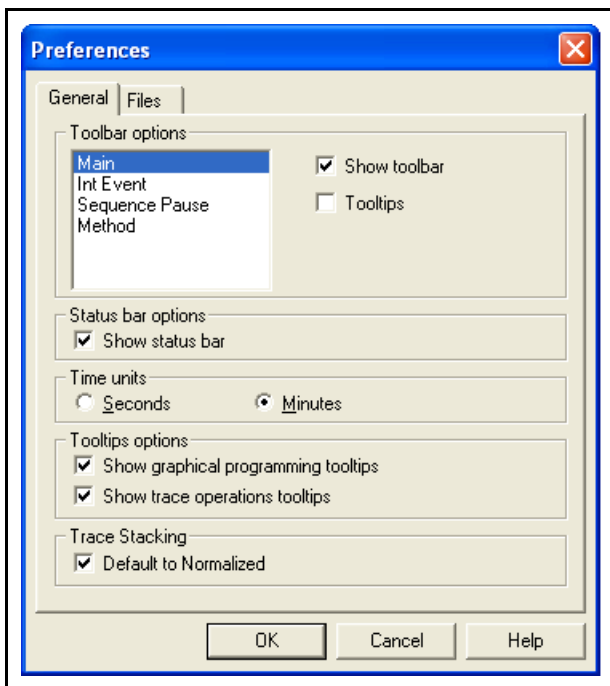 Preferences
General Files
Toolbar options
Main
Int Event
Sequence Pause
Method
Show toolbar
Tooltips
Status bar options
Show status bar
Time units
Seconds Minutes
Tooltips options
Show graphical programming tooltips
Show trace operations tooltips
Trace Stacking
Default to Normalized
OK Cancel Help